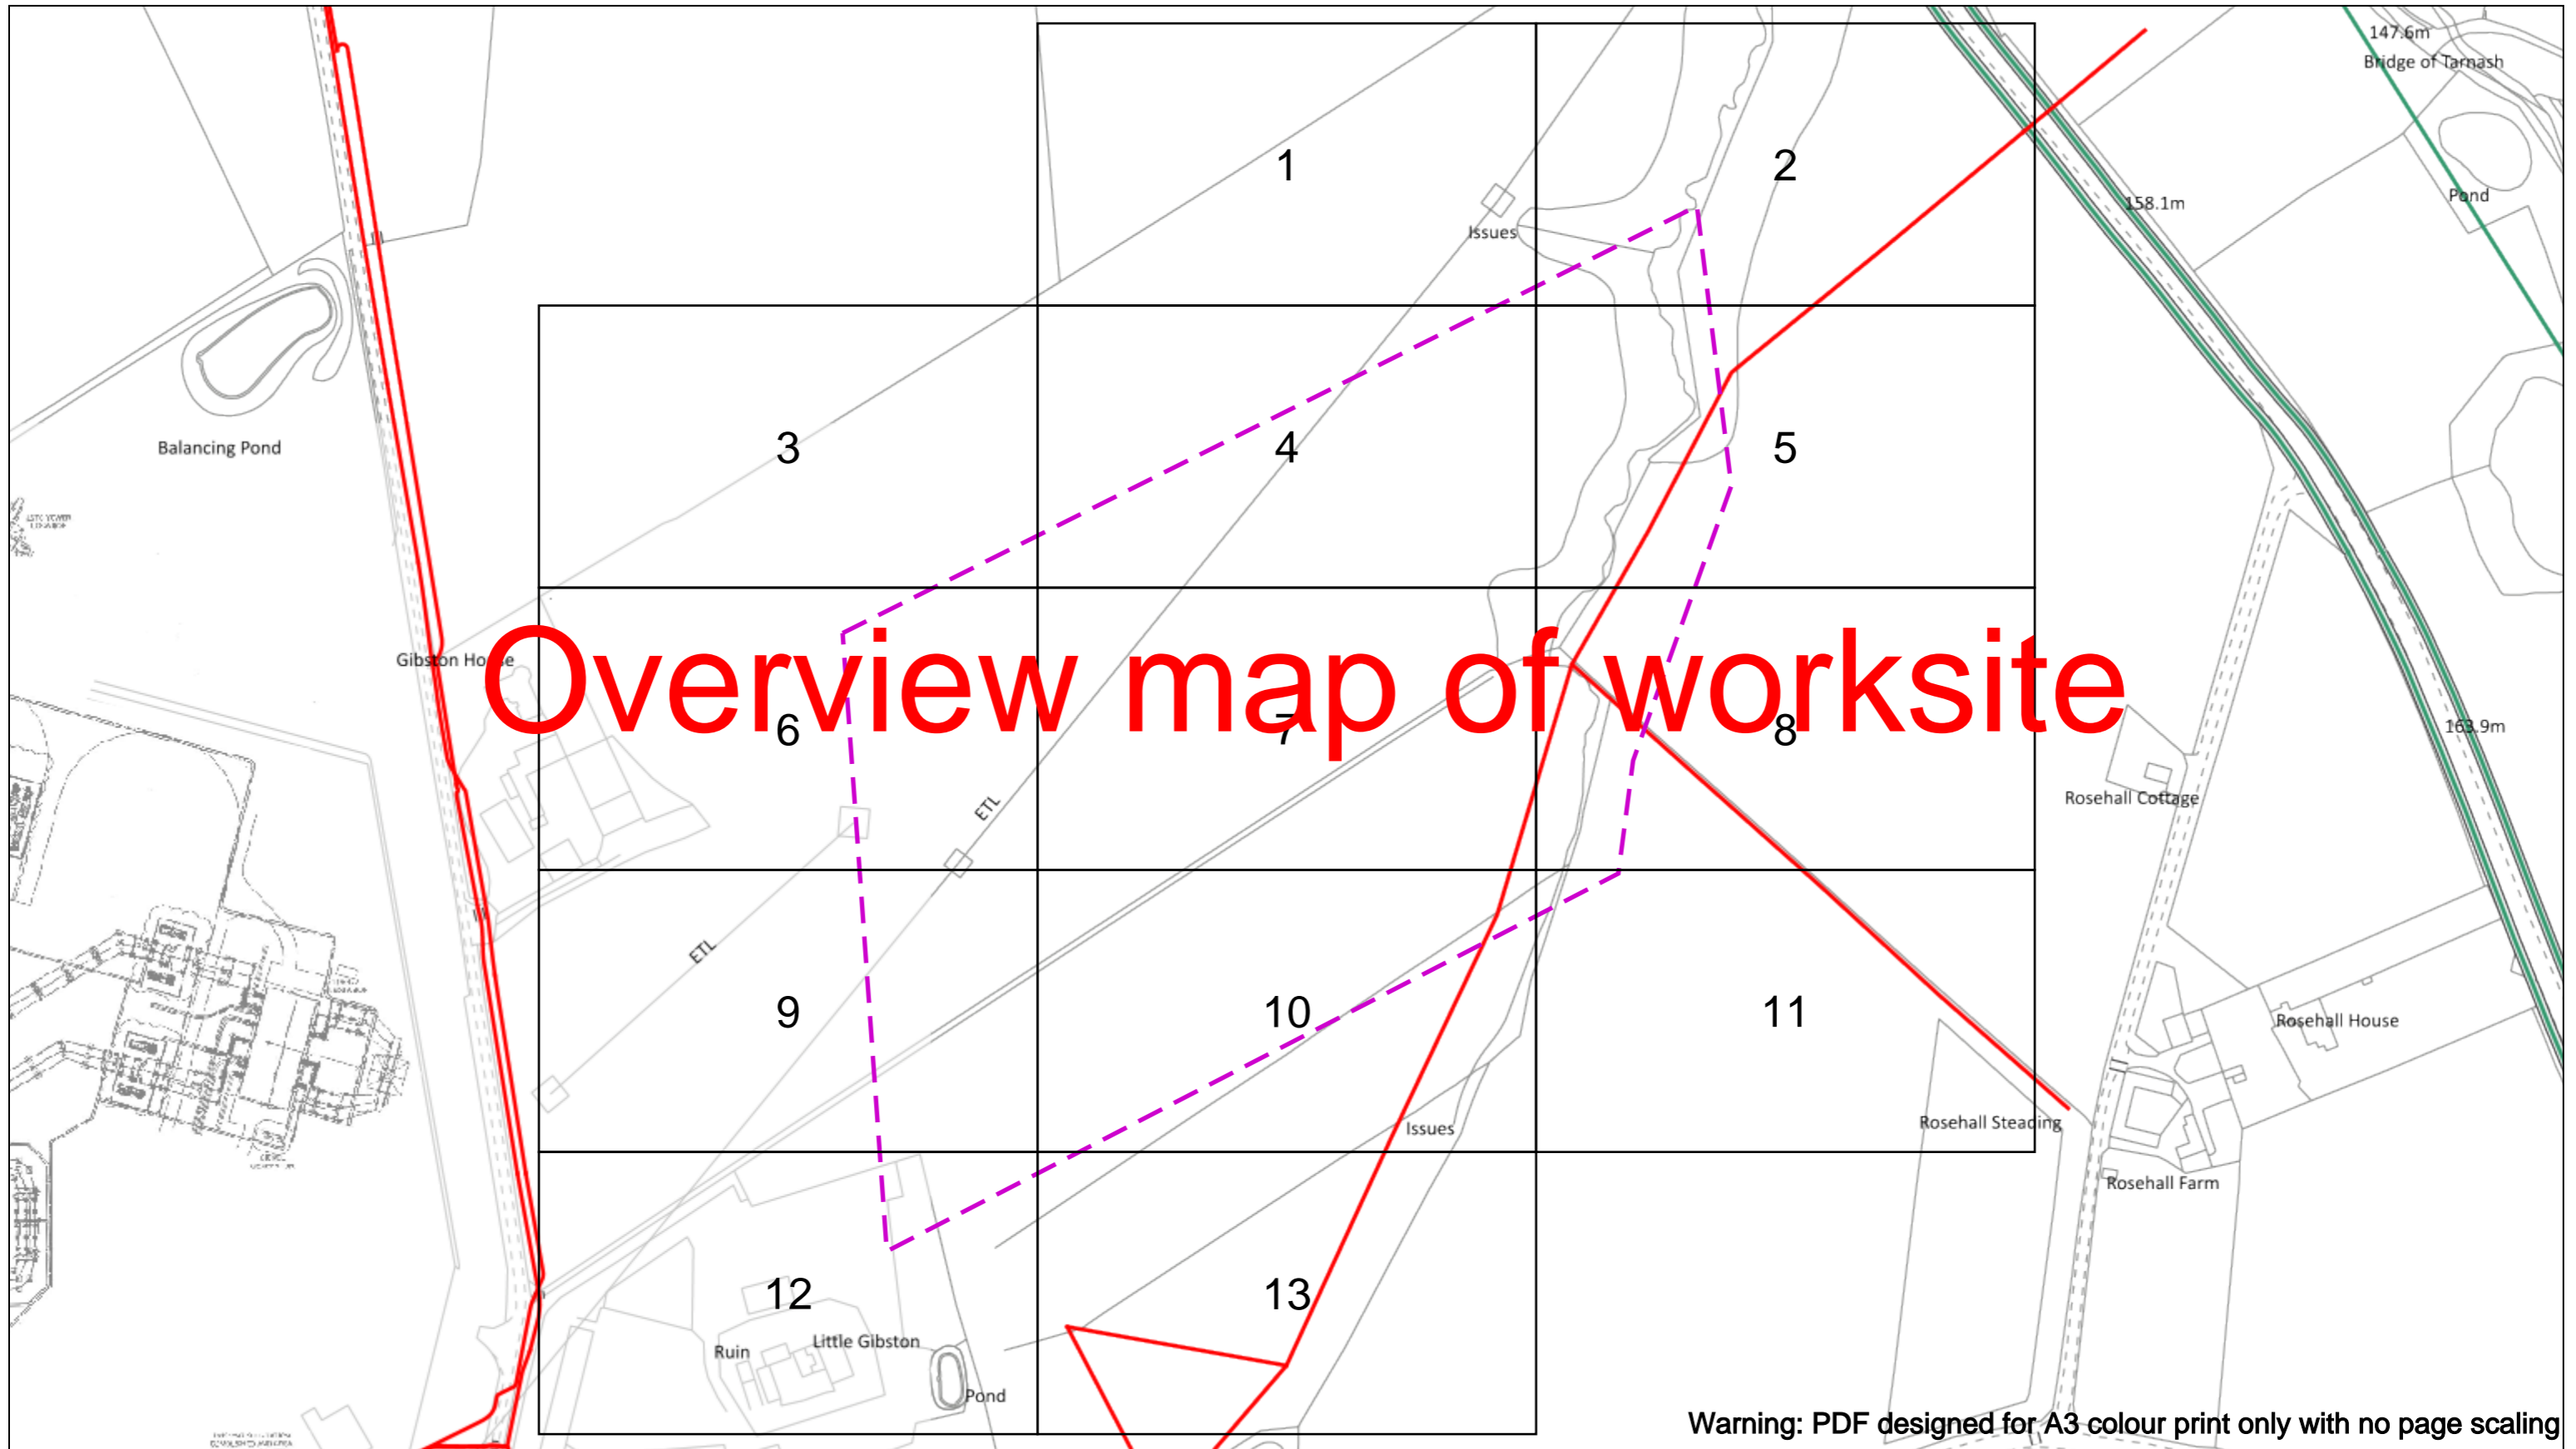 147.6m
Bridge of Tarnash
1
2
Pond
158.1m
Issues
Balancing Pond
3
4
5
Gibston House
Overview map of worksite
6
7
8
163.9m
Rosehall Cottage
ETL
ETL
9
10
11
Rosehall House
Issues
Rosehall Steading
Rosehall Farm
12
13
Ruin
Little Gibston
Pond
Warning: PDF designed for A3 colour print only with no page scaling